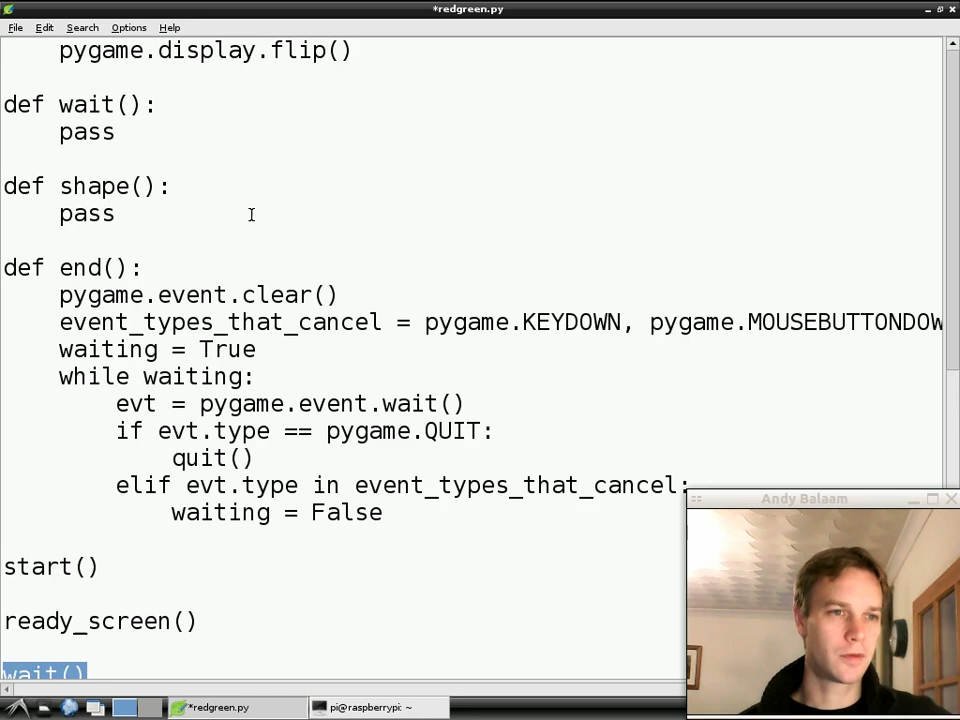 *redgreen.py
File Edit Search Options Help
pygame.display.flip()
def wait():
pass
def shape():
pass
def end():
pygame.event.clear()
event_types_that_cancel = pygame.KEYDOWN, pygame.MOUSEBUTTONDOW
waiting = True
while waiting:
evt = pygame.event.wait()
if evt.type == pygame.QUIT:
quit()
elif evt.type in event_types_that_cancel:
waiting = False
start()
ready_screen()
wait()
Andy Balaam
*redgreen.py
pi@raspberrypi: ~